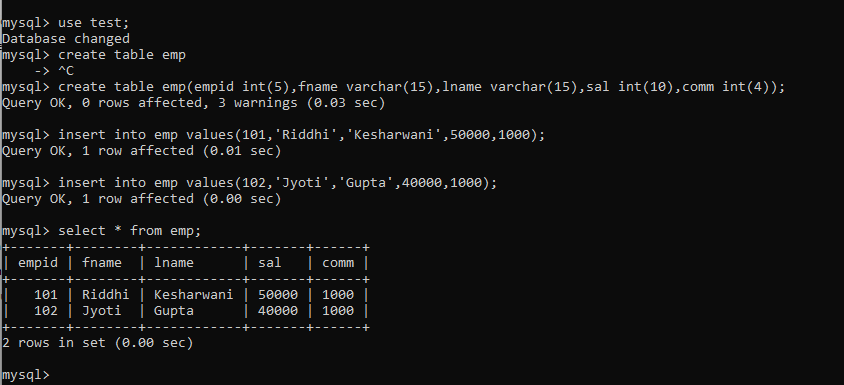 mysql> use test;
Database changed
mysql> create table emp
    -> ^C
mysql> create table emp(empid int(5),fname varchar(15),lname varchar(15),sal int(10),comm int(4));
Query OK, 0 rows affected, 3 warnings (0.03 sec)

mysql> insert into emp values(101,'Riddhi','Kesharwani',50000,1000);
Query OK, 1 row affected (0.01 sec)

mysql> insert into emp values(102,'Jyoti','Gupta',40000,1000);
Query OK, 1 row affected (0.00 sec)

mysql> select * from emp;
+-------+--------+------------+-------+------+
| empid | fname  | lname      | sal   | comm |
+-------+--------+------------+-------+------+
|   101 | Riddhi | Kesharwani | 50000 | 1000 |
|   102 | Jyoti  | Gupta      | 40000 | 1000 |
+-------+--------+------------+-------+------+
2 rows in set (0.00 sec)

mysql>